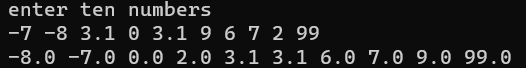 enter ten numbers
-7 -8 3.1 0 3.1 9 6 7 2 99
-8.0 -7.0 0.0 2.0 3.1 3.1 6.0 7.0 9.0 99.0